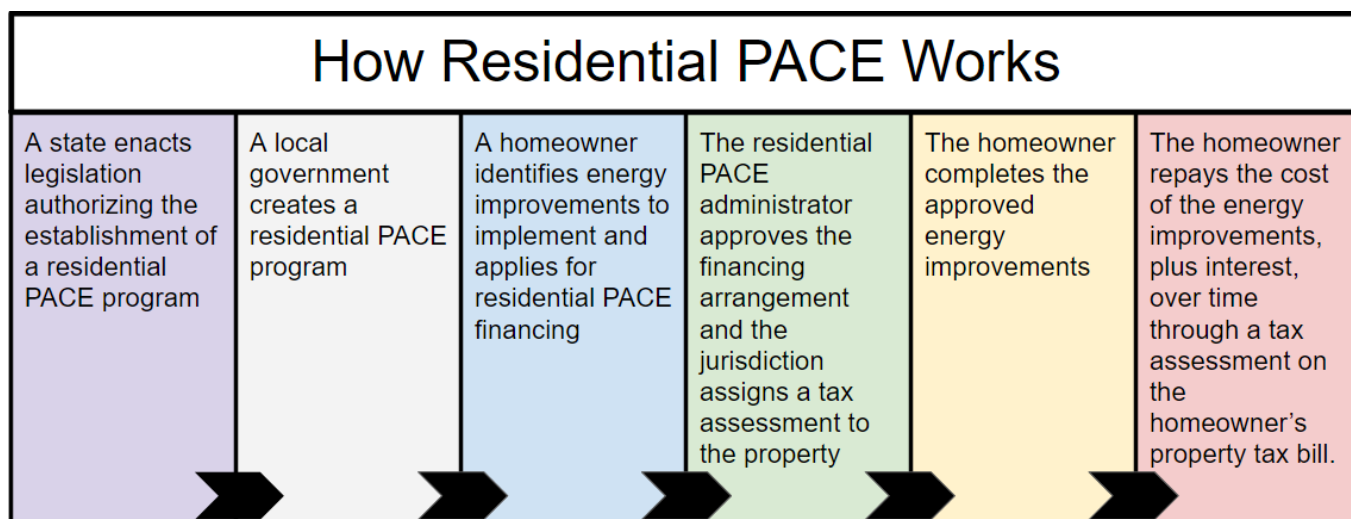 How Residential PACE Works
A state enacts
legislation
authorizing the
establishment of
a residential
PACE program
A local
government
creates a
residential PACE
program
A homeowner
identifies energy
improvements to
implement and
applies for
residential PACE
financing
The residential
PACE
administrator
approves the
financing
arrangement
and the
jurisdiction
assigns a tax
assessment to
the property
The homeowner
completes the
approved
energy
improvements
The homeowner
repays the cost
of the energy
improvements,
plus interest,
over time
through a tax
assessment on
the
homeowner’s
property tax bill.